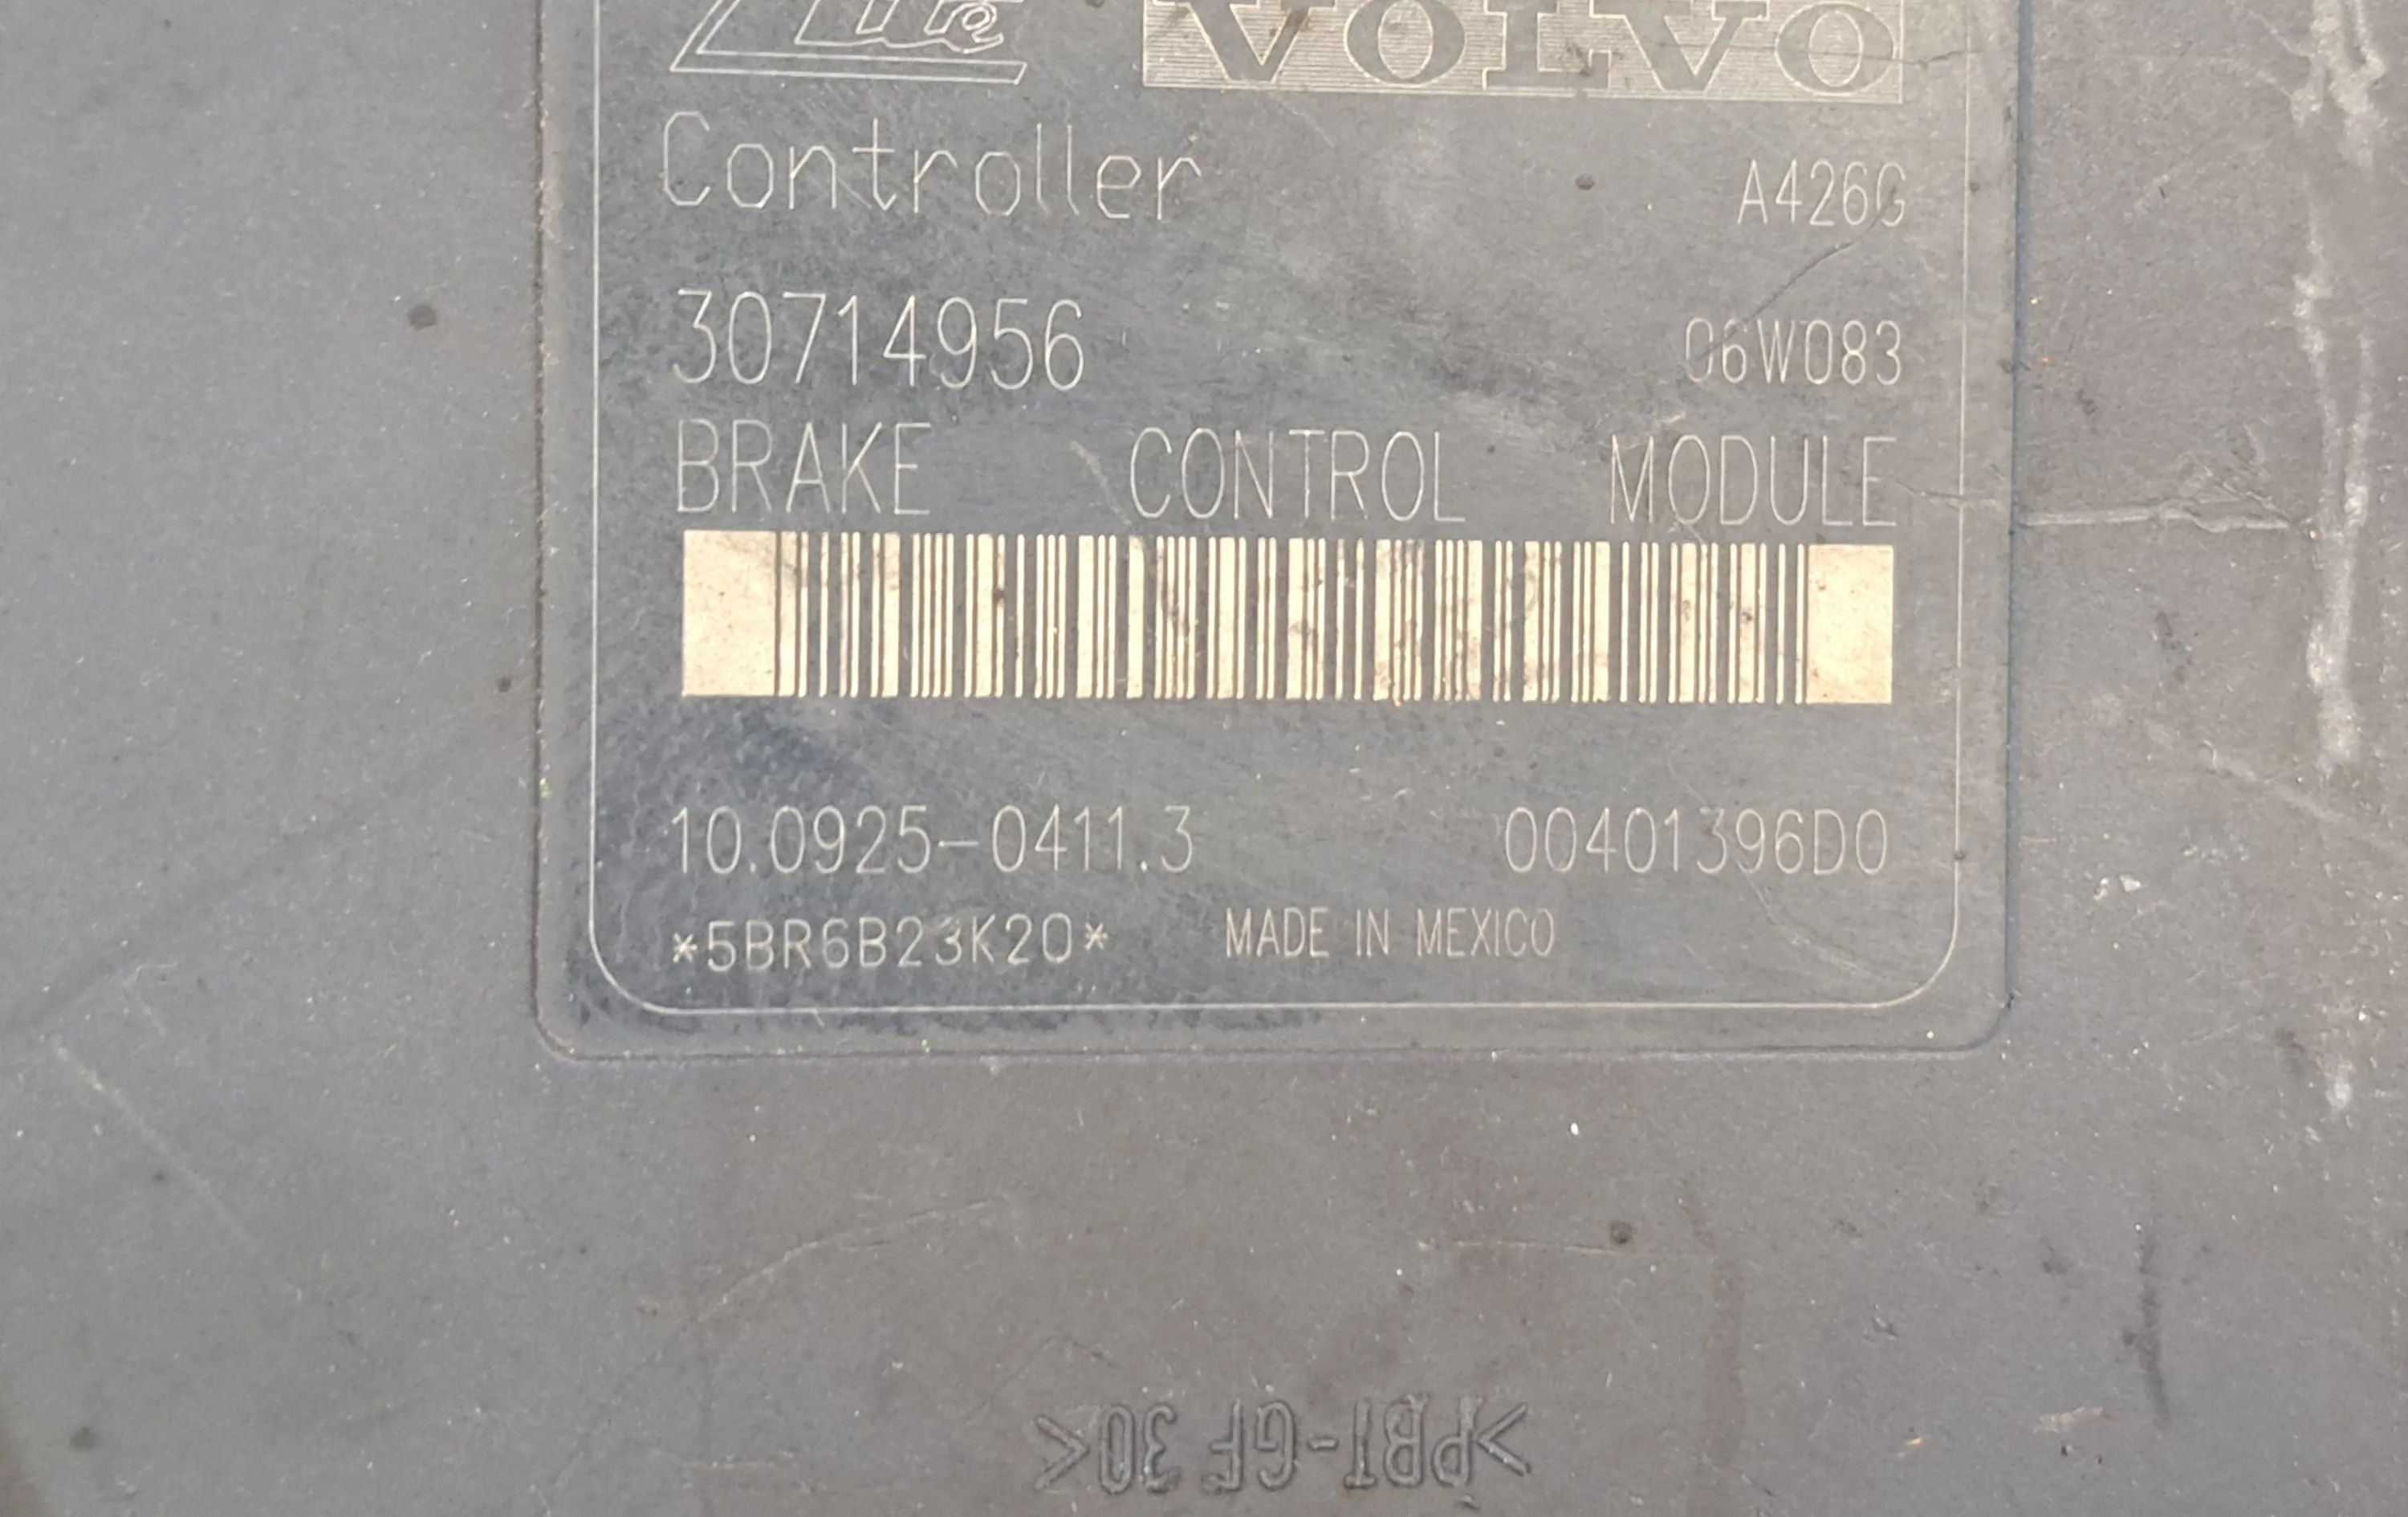 Ate VOLVO
Controller A426G
30714956 06W083
BRAKE CONTROL MODULE
10.0925-0411.3 00401396D0
*5BR6B23K20* MADE IN MEXICO
>PBT-GF 30<